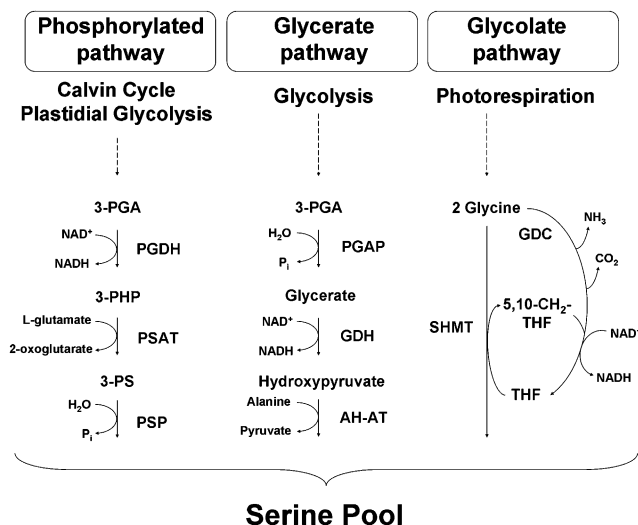 Phosphorylated
pathway
Calvin Cycle
Plastidial Glycolysis
3-PGA
NAD⁺
PGDH
NADH
3-PHP
L-glutamate
PSAT
2-oxoglutarate
3-PS
H₂O
PSP
Pᵢ
Glycerate
pathway
Glycolysis
3-PGA
H₂O
PGAP
Pᵢ
Glycerate
NAD⁺
GDH
NADH
Hydroxypyruvate
Alanine
AH-AT
Pyruvate
Glycolate
pathway
Photorespiration
2 Glycine
NH₃
GDC
CO₂
5,10-CH₂-
THF
SHMT
NAD⁺
NADH
THF
Serine Pool